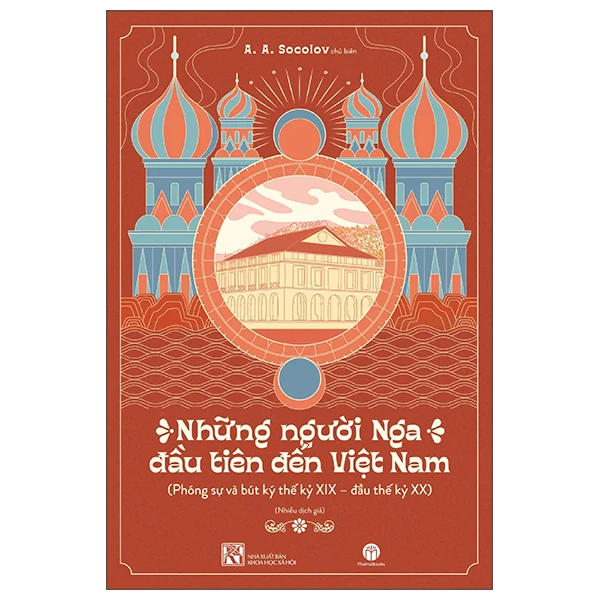 A. A. Socolov chủ biên
Những người Nga
đầu tiên đến Việt Nam
(Phóng sự và bút ký thế kỷ XIX – đầu thế kỷ XX)
(Nhiều dịch giả)
NHÀ XUẤT BẢN
KHOA HỌC XÃ HỘI
MaiHaBooks